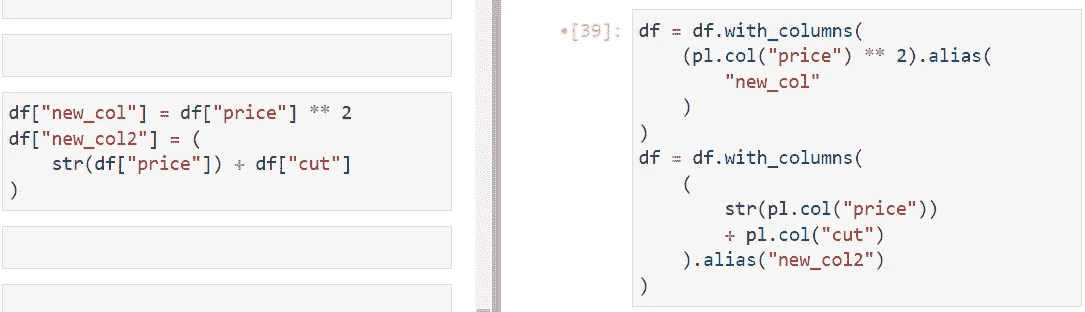 df["new_col"] = df["price"] ** 2
df["new_col2"] = (
    str(df["price"]) + df["cut"]
)
[39]:
df = df.with_columns(
    (pl.col("price") ** 2).alias(
        "new_col"
    )
)
df = df.with_columns(
    (
        str(pl.col("price"))
        + pl.col("cut")
    ).alias("new_col2")
)